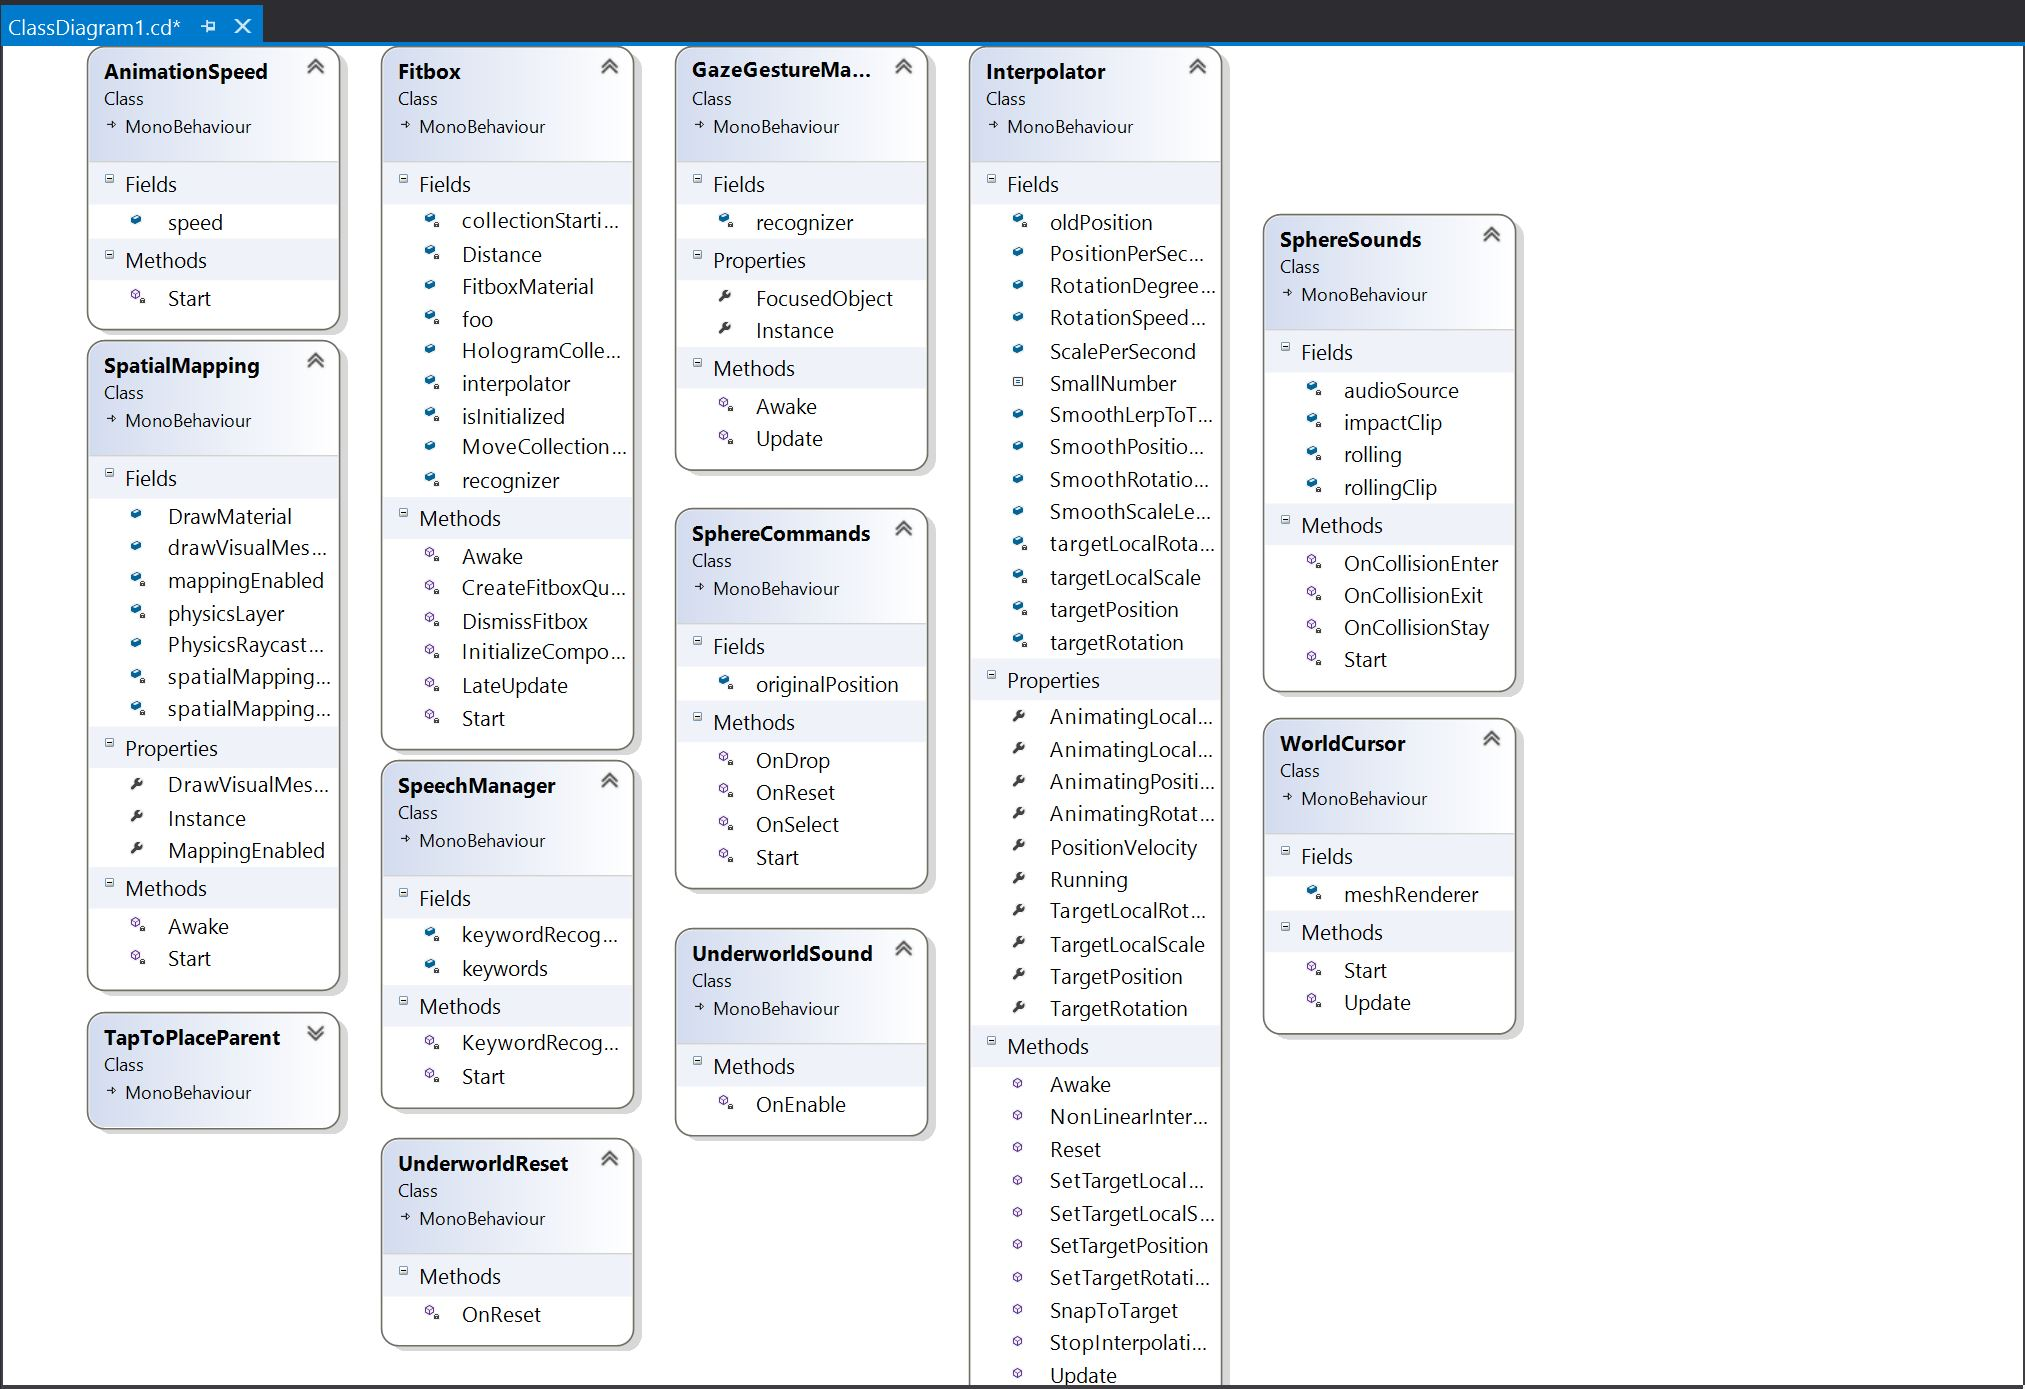 ClassDiagram1.cd*
AnimationSpeed
Class
MonoBehaviour
Fields
speed
Methods
Start
SpatialMapping
Class
MonoBehaviour
Fields
DrawMaterial
drawVisualMes...
mappingEnabled
physicsLayer
PhysicsRaycast...
spatialMapping...
spatialMapping...
Properties
DrawVisualMes...
Instance
MappingEnabled
Methods
Awake
Start
TapToPlaceParent
Class
MonoBehaviour
Fitbox
Class
MonoBehaviour
Fields
collectionStarti...
Distance
FitboxMaterial
foo
HologramColle...
interpolator
isInitialized
MoveCollection...
recognizer
Methods
Awake
CreateFitboxQu...
DismissFitbox
InitializeCompo...
LateUpdate
Start
SpeechManager
Class
MonoBehaviour
Fields
keywordRecog...
keywords
Methods
KeywordRecog...
Start
UnderworldReset
Class
MonoBehaviour
Methods
OnReset
GazeGestureMa...
Class
MonoBehaviour
Fields
recognizer
Properties
FocusedObject
Instance
Methods
Awake
Update
SphereCommands
Class
MonoBehaviour
Fields
originalPosition
Methods
OnDrop
OnReset
OnSelect
Start
UnderworldSound
Class
MonoBehaviour
Methods
OnEnable
Interpolator
Class
MonoBehaviour
Fields
oldPosition
PositionPerSec...
RotationDegree...
RotationSpeed...
ScalePerSecond
SmallNumber
SmoothLerpToT...
SmoothPositio...
SmoothRotatio...
SmoothScaleLe...
targetLocalRota...
targetLocalScale
targetPosition
targetRotation
Properties
AnimatingLocal...
AnimatingLocal...
AnimatingPositi...
AnimatingRotat...
PositionVelocity
Running
TargetLocalRot...
TargetLocalScale
TargetPosition
TargetRotation
Methods
Awake
NonLinearInter...
Reset
SetTargetLocal...
SetTargetLocalS...
SetTargetPosition
SetTargetRotati...
SnapToTarget
StopInterpolati...
Update
SphereSounds
Class
MonoBehaviour
Fields
audioSource
impactClip
rolling
rollingClip
Methods
OnCollisionEnter
OnCollisionExit
OnCollisionStay
Start
WorldCursor
Class
MonoBehaviour
Fields
meshRenderer
Methods
Start
Update